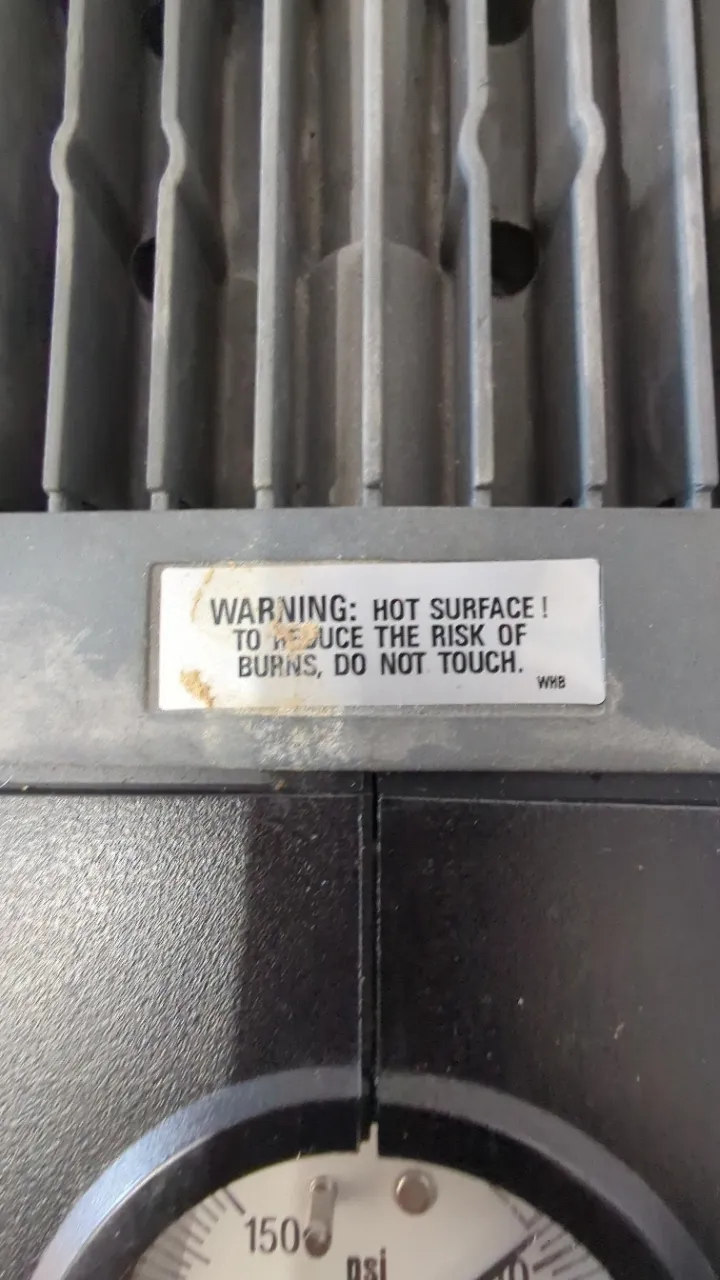 WARNING: HOT SURFACE!
TO REDUCE THE RISK OF
BURNS, DO NOT TOUCH.
WHB
150
psi